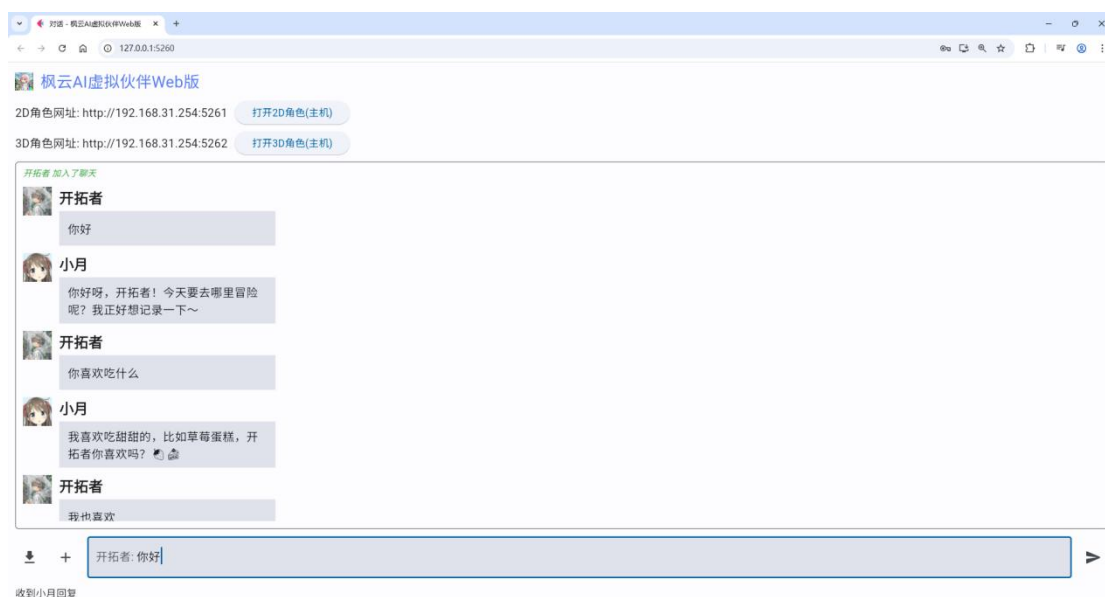 对话 - 枫云AI虚拟伙伴Web版
127.0.0.1:5260
枫云AI虚拟伙伴Web版
2D角色网址: http://192.168.31.254:5261 打开2D角色(主机)
3D角色网址: http://192.168.31.254:5262 打开3D角色(主机)
开拓者 加入了聊天
开拓者
你好
小月
你好呀，开拓者！今天要去哪里冒险
呢？我正好想记录一下～
开拓者
你喜欢吃什么
小月
我喜欢吃甜甜的，比如草莓蛋糕，开
拓者你喜欢吗？🍓🍰
开拓者
我也喜欢
开拓者: 你好
收到小月回复